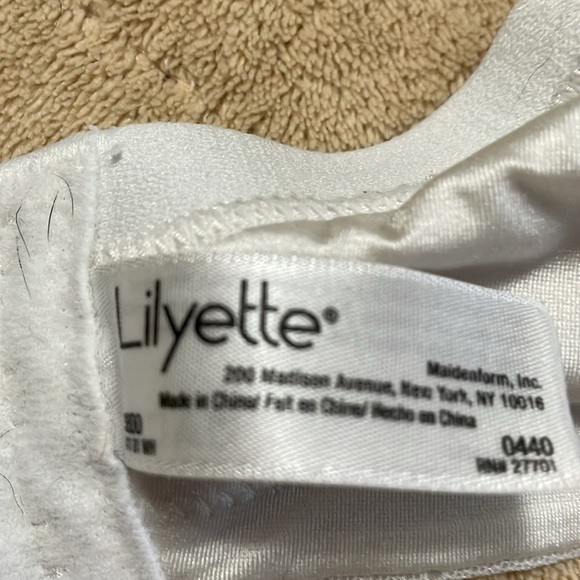 Lilyette®
Maidenform, Inc.
200 Madison Avenue, New York, NY 10016
Made in China/ Fait en Chine/ Hecho en China
0440
RN# 27701